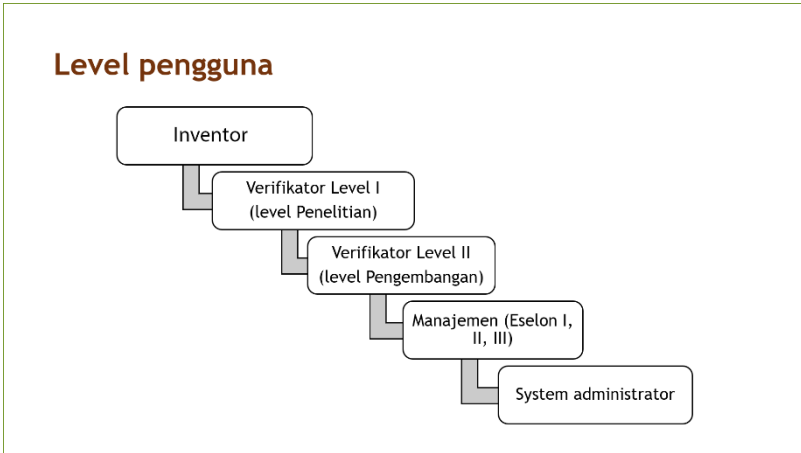 Level pengguna
Inventor
Verifikator Level I
(level Penelitian)
Verifikator Level II
(level Pengembangan)
Manajemen (Eselon I,
II, III)
System administrator